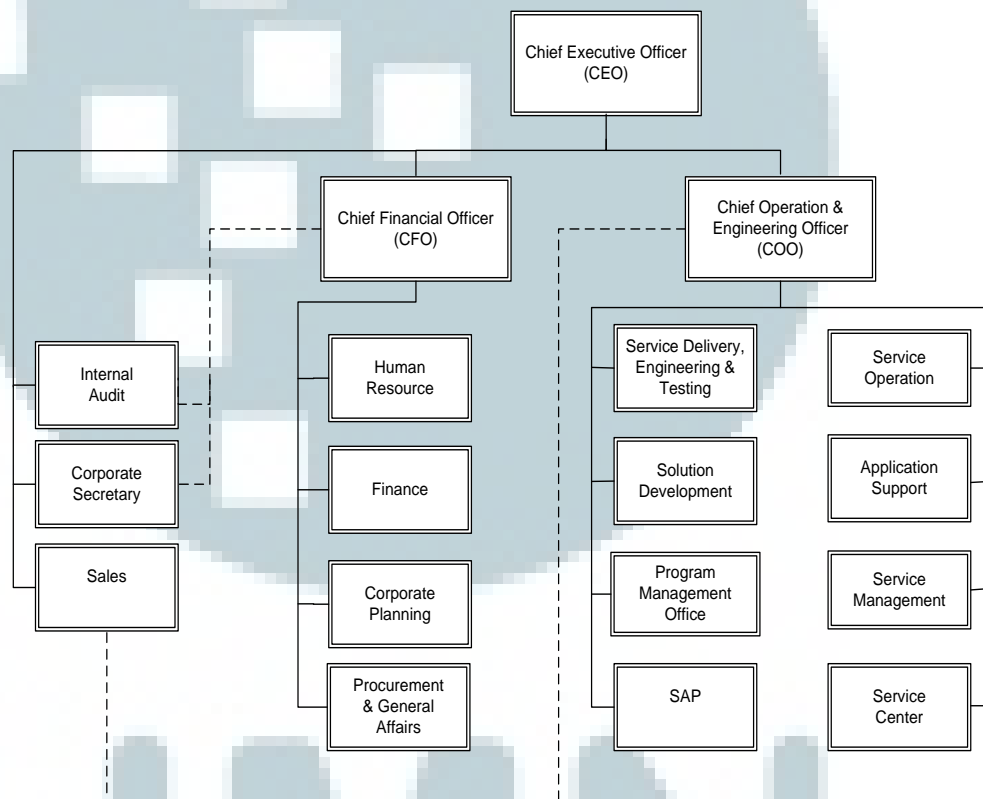 Chief Executive Officer
(CEO)
Chief Financial Officer
(CFO)
Chief Operation &
Engineering Officer
(COO)
Internal
Audit
Corporate
Secretary
Sales
Human
Resource
Finance
Corporate
Planning
Procurement
& General
Affairs
Service Delivery,
Engineering &
Testing
Solution
Development
Program
Management
Office
SAP
Service
Operation
Application
Support
Service
Management
Service
Center